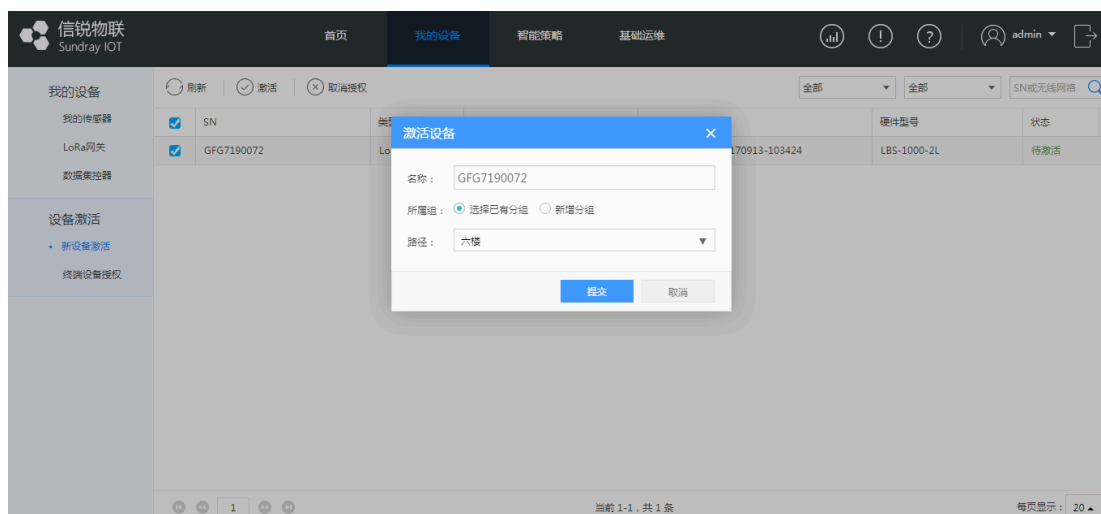 信锐物联
Sundray IOT
首页 我的设备 智能策略 基础运维 admin
我的设备
我的传感器
LoRa网关
数据集控器
设备激活
新设备激活
终端设备授权
刷新 激活 取消授权 全部 全部 SN或无线网络
SN 硬件型号 状态
GFG7190072 Lo 170913-103424 LBS-1000-2L 待激活
激活设备
名称: GFG7190072
所属组: 选择已有分组 新增分组
路径: 六楼
提交 取消
1 当前 1-1,共 1 条 每页显示: 20